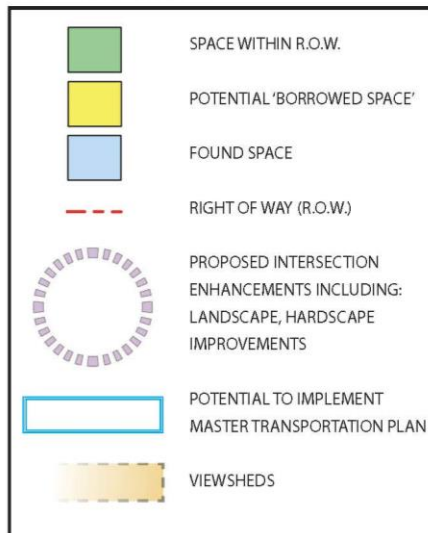 SPACE WITHIN R.O.W.
POTENTIAL ‘BORROWED SPACE’
FOUND SPACE
RIGHT OF WAY (R.O.W.)
PROPOSED INTERSECTION
ENHANCEMENTS INCLUDING:
LANDSCAPE, HARDSCAPE
IMPROVEMENTS
POTENTIAL TO IMPLEMENT
MASTER TRANSPORTATION PLAN
VIEWSHEDS